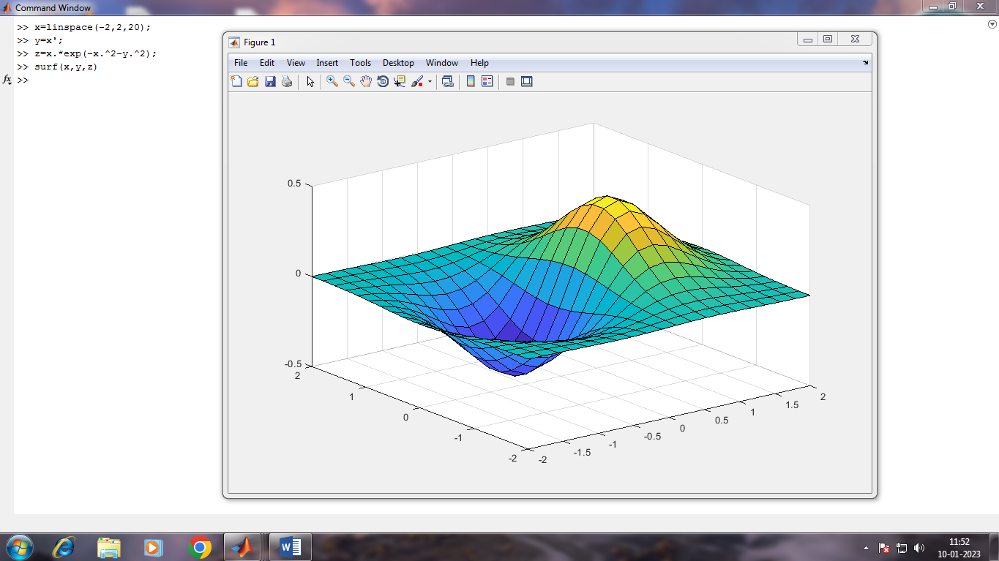 Command Window
>> x=linspace(-2,2,20);
>> y=x';
>> z=x.*exp(-x.^2-y.^2);
>> surf(x,y,z)
fx >>
Figure 1
File Edit View Insert Tools Desktop Window Help
0.5
0
-0.5
2
1
0
-1
-2
-2
-1.5
-1
-0.5
0
0.5
1
1.5
2
11:52
10-01-2023